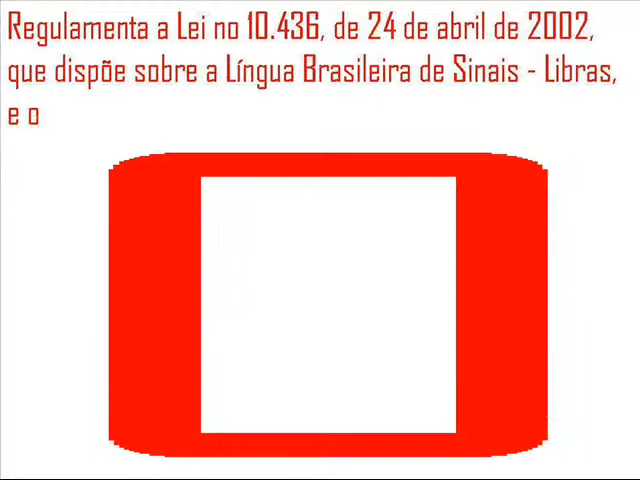 Regulamenta a Lei no 10.436, de 24 de abril de 2002,
que dispõe sobre a Língua Brasileira de Sinais - Libras,
e o